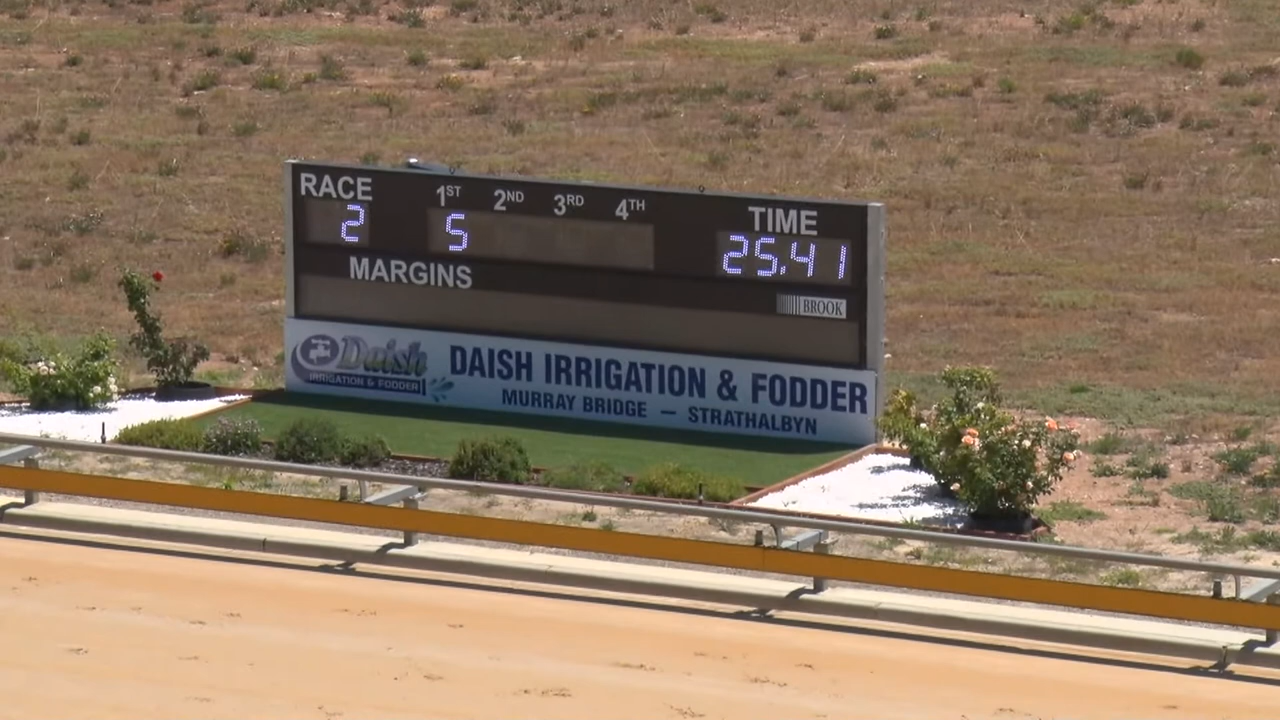 RACE 1ST 2ND 3RD 4TH TIME
2 5 25.41
MARGINS
BROOK
Daish
IRRIGATION & FODDER
DAISH IRRIGATION & FODDER
MURRAY BRIDGE — STRATHALBYN